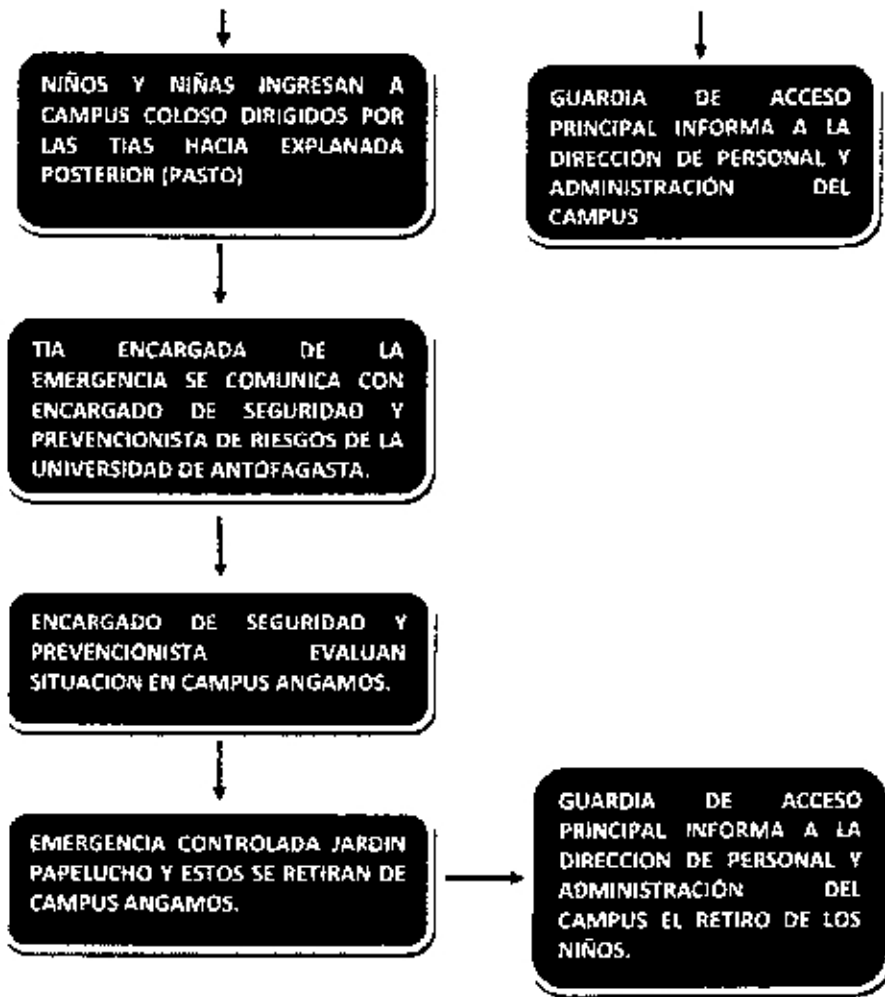 NIÑOS Y NIÑAS INGRESAN A
CAMPUS COLOSO DIRIGIDOS POR
LAS TIAS HACIA EXPLANADA
POSTERIOR (PASTO)
GUARDIA DE ACCESO
PRINCIPAL INFORMA A LA
DIRECCION DE PERSONAL Y
ADMINISTRACIÓN DEL
CAMPUS
TIA ENCARGADA DE LA
EMERGENCIA SE COMUNICA CON
ENCARGADO DE SEGURIDAD Y
PREVENCIONISTA DE RIESGOS DE LA
UNIVERSIDAD DE ANTOFAGASTA.
ENCARGADO DE SEGURIDAD Y
PREVENCIONISTA EVALUAN
SITUACION EN CAMPUS ANGAMOS.
EMERGENCIA CONTROLADA JARDIN
PAPELUCHO Y ESTOS SE RETIRAN DE
CAMPUS ANGAMOS.
GUARDIA DE ACCESO
PRINCIPAL INFORMA A LA
DIRECCION DE PERSONAL Y
ADMINISTRACIÓN DEL
CAMPUS EL RETIRO DE LOS
NIÑOS.